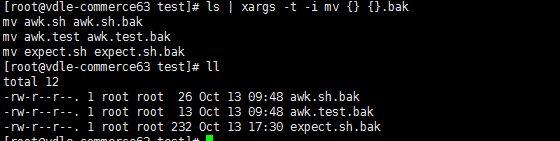 [root@vdle-commerce63 test]# ls | xargs -t -i mv {} {}.bak
mv awk.sh awk.sh.bak
mv awk.test awk.test.bak
mv expect.sh expect.sh.bak
[root@vdle-commerce63 test]# ll
total 12
-rw-r--r--. 1 root root  26 Oct 13 09:48 awk.sh.bak
-rw-r--r--. 1 root root  13 Oct 13 09:48 awk.test.bak
-rw-r--r--. 1 root root 232 Oct 13 17:30 expect.sh.bak
[root@vdle-commerce63 test]#